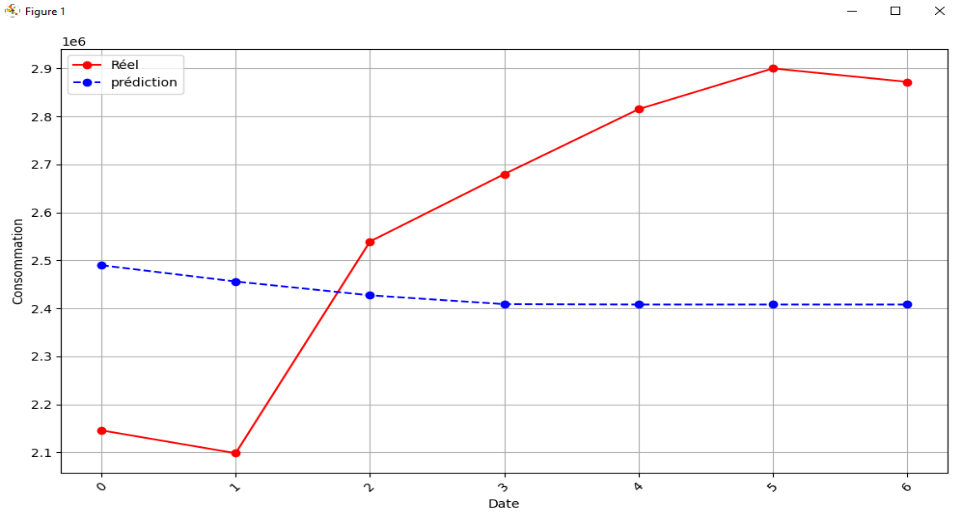 Figure 1
1e6
Réel
prédiction
2.9
2.8
2.7
2.6
2.5
2.4
2.3
2.2
2.1
Consommation
0 1 2 3 4 5 6
Date